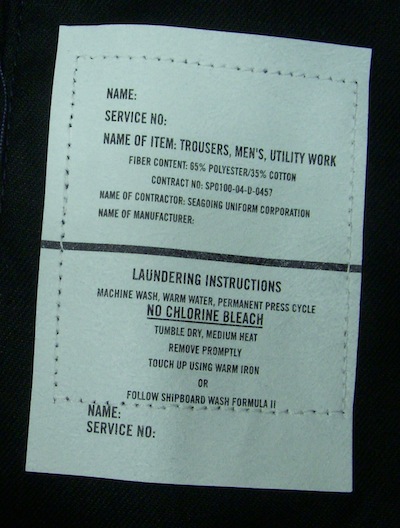 NAME:
SERVICE NO:
NAME OF ITEM: TROUSERS, MEN'S, UTILITY WORK
FIBER CONTENT: 65% POLYESTER/35% COTTON
CONTRACT NO: SP0100-04-D-0457
NAME OF CONTRACTOR: SEAGOING UNIFORM CORPORATION
NAME OF MANUFACTURER:
LAUNDERING INSTRUCTIONS
MACHINE WASH, WARM WATER, PERMANENT PRESS CYCLE
NO CHLORINE BLEACH
TUMBLE DRY, MEDIUM HEAT
REMOVE PROMPTLY
TOUCH UP USING WARM IRON
OR
FOLLOW SHIPBOARD WASH FORMULA II
NAME:
SERVICE NO: